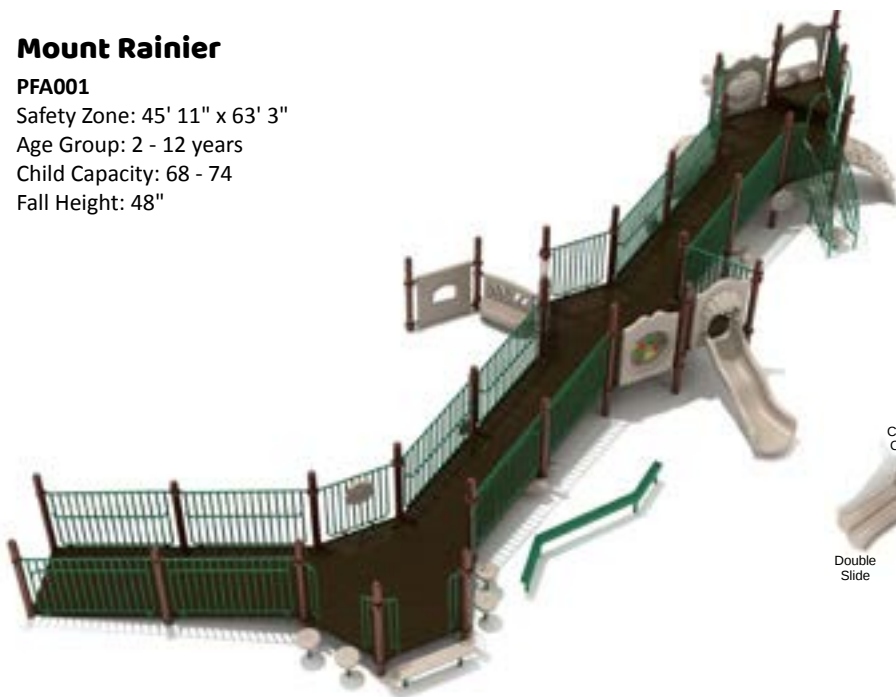 Mount Rainier
PFA001
Safety Zone: 45' 11" x 63' 3"
Age Group: 2 - 12 years
Child Capacity: 68 - 74
Fall Height: 48"
Double
Slide